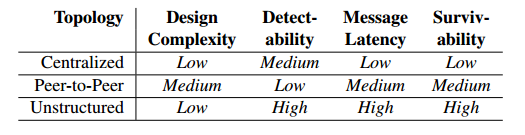 Topology Design Detect- Message Surviv-
Complexity ability Latency ability
Centralized Low Medium Low Low
Peer-to-Peer Medium Low Medium Medium
Unstructured Low High High High